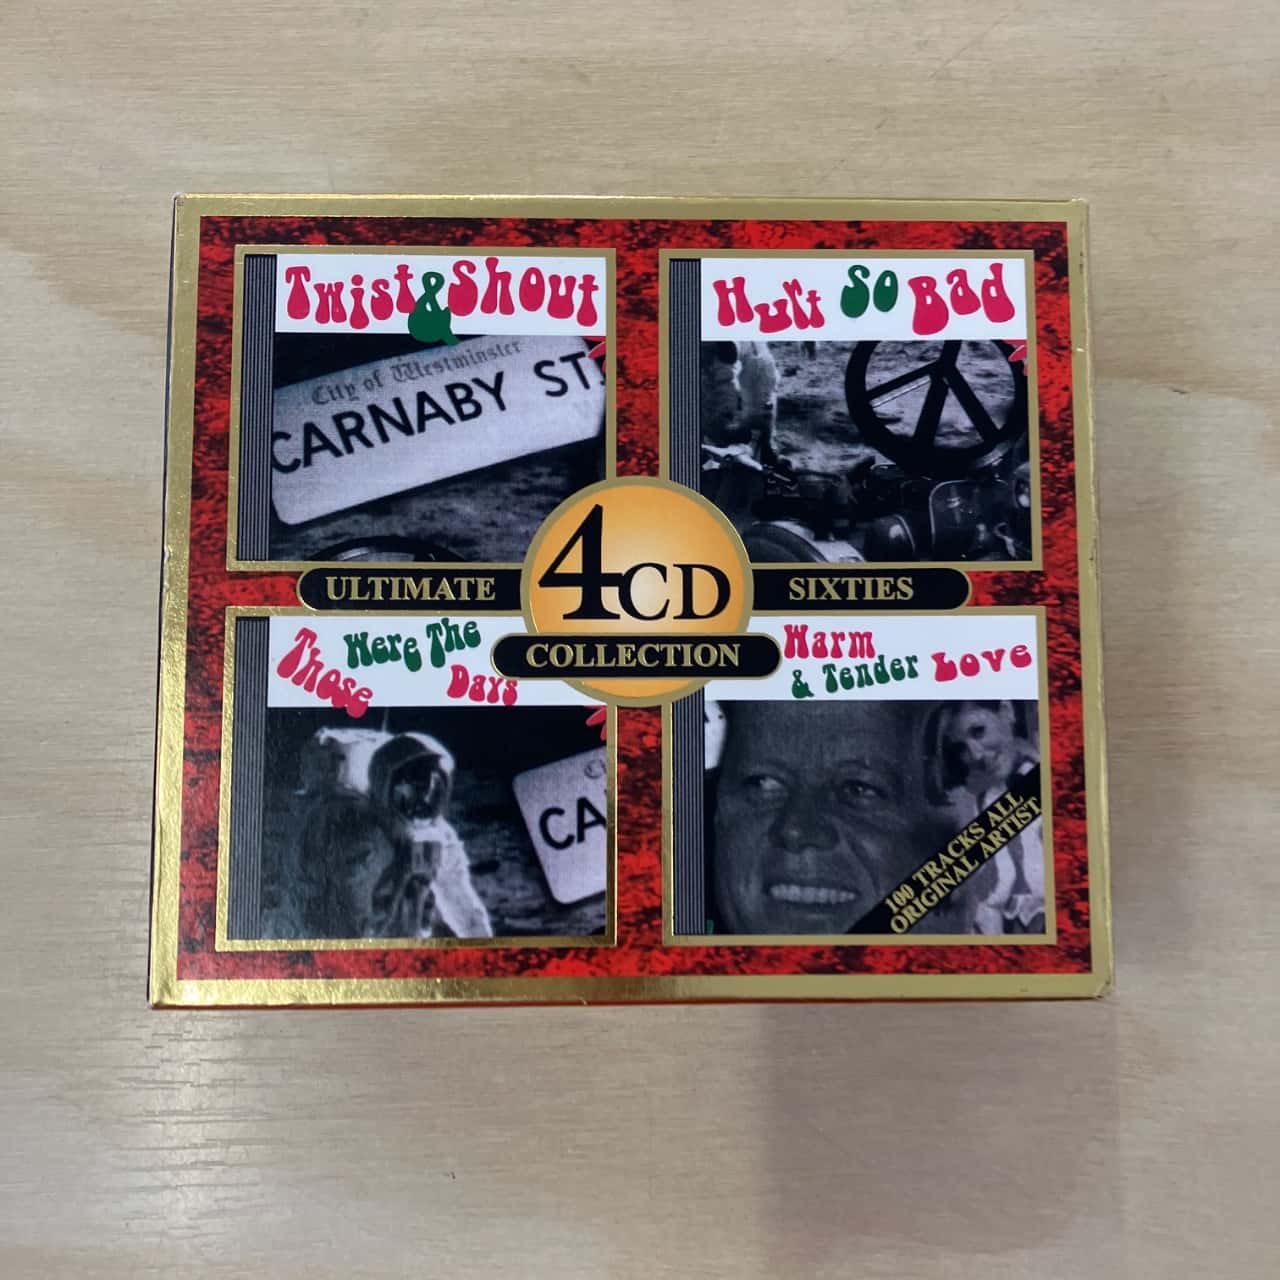 Twist & Shout
City of Westminster
CARNABY ST.
Hurt So Bad
ULTIMATE
4CD
SIXTIES
COLLECTION
Those Were The Days
CA
Warm
& Tender Love
100 TRACKS ALL
ORIGINAL ARTIST